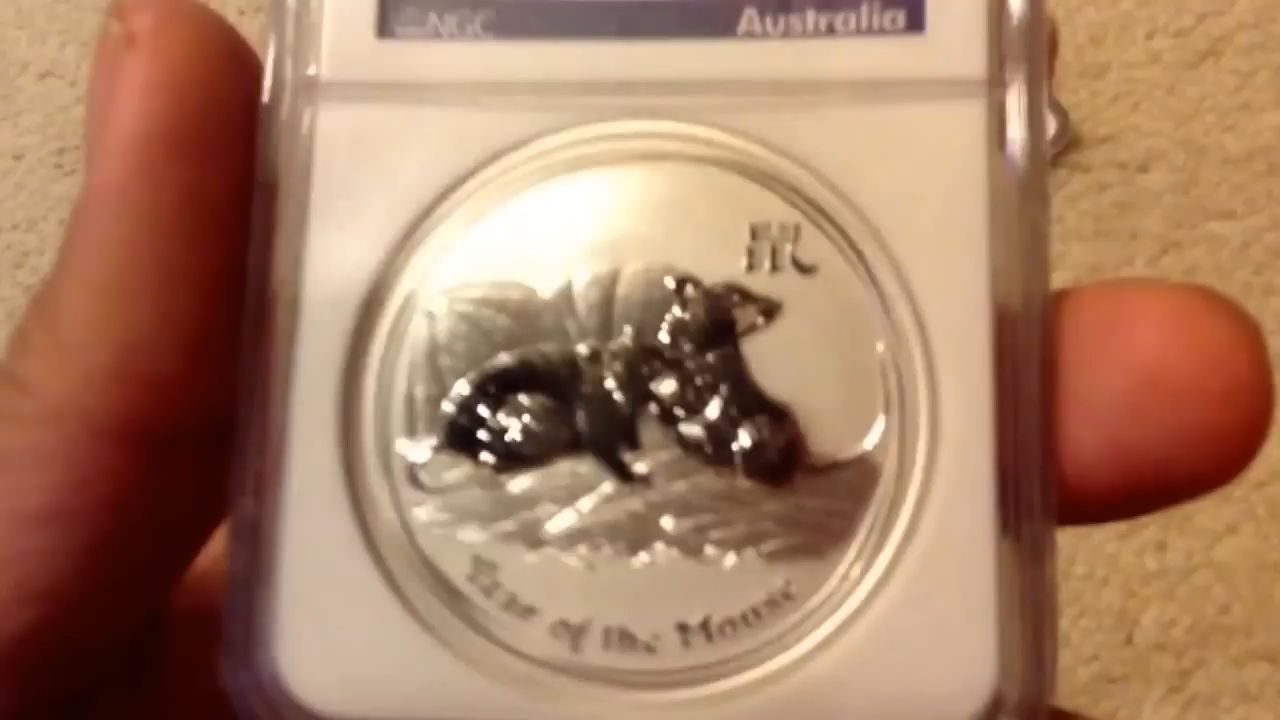 NGC Australia
鼠
Year of the Mouse